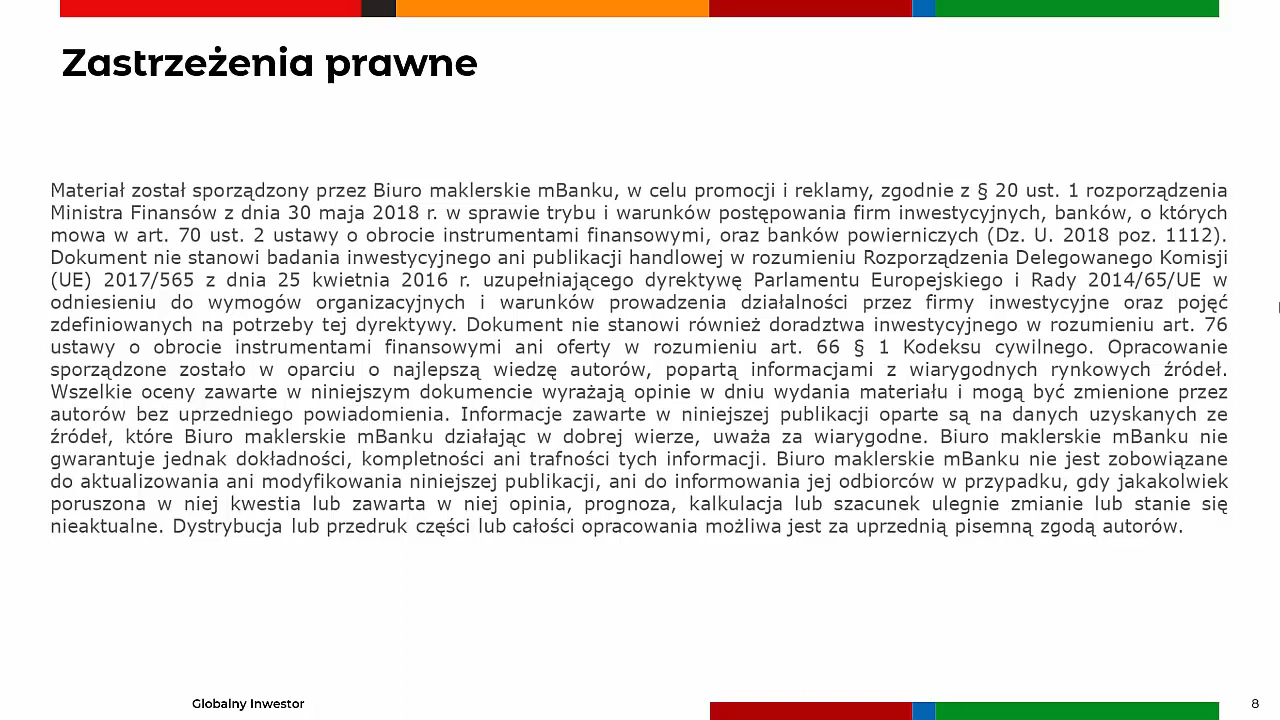 Zastrzeżenia prawne
Materiał został sporządzony przez Biuro maklerskie mBanku, w celu promocji i reklamy, zgodnie z § 20 ust. 1 rozporządzenia
Ministra Finansów z dnia 30 maja 2018 r. w sprawie trybu i warunków postępowania firm inwestycyjnych, banków, o których
mowa w art. 70 ust. 2 ustawy o obrocie instrumentami finansowymi, oraz banków powierniczych (Dz. U. 2018 poz. 1112).
Dokument nie stanowi badania inwestycyjnego ani publikacji handlowej w rozumieniu Rozporządzenia Delegowanego Komisji
(UE) 2017/565 z dnia 25 kwietnia 2016 r. uzupełniającego dyrektywę Parlamentu Europejskiego i Rady 2014/65/UE w
odniesieniu do wymogów organizacyjnych i warunków prowadzenia działalności przez firmy inwestycyjne oraz pojęć
zdefiniowanych na potrzeby tej dyrektywy. Dokument nie stanowi również doradztwa inwestycyjnego w rozumieniu art. 76
ustawy o obrocie instrumentami finansowymi ani oferty w rozumieniu art. 66 § 1 Kodeksu cywilnego. Opracowanie
sporządzone zostało w oparciu o najlepszą wiedzę autorów, popartą informacjami z wiarygodnych rynkowych źródeł.
Wszelkie oceny zawarte w niniejszym dokumencie wyrażają opinie w dniu wydania materiału i mogą być zmienione przez
autorów bez uprzedniego powiadomienia. Informacje zawarte w niniejszej publikacji oparte są na danych uzyskanych ze
źródeł, które Biuro maklerskie mBanku działając w dobrej wierze, uważa za wiarygodne. Biuro maklerskie mBanku nie
gwarantuje jednak dokładności, kompletności ani trafności tych informacji. Biuro maklerskie mBanku nie jest zobowiązane
do aktualizowania ani modyfikowania niniejszej publikacji, ani do informowania jej odbiorców w przypadku, gdy jakakolwiek
poruszona w niej kwestia lub zawarta w niej opinia, prognoza, kalkulacja lub szacunek ulegnie zmianie lub stanie się
nieaktualne. Dystrybucja lub przedruk części lub całości opracowania możliwa jest za uprzednią pisemną zgodą autorów.
Globalny Inwestor
8